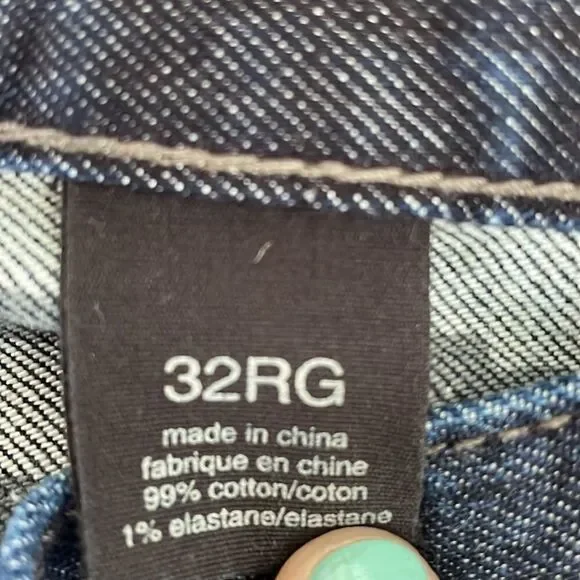 32RG
made in china
fabrique en chine
99% cotton/coton
1% elastane/elastane